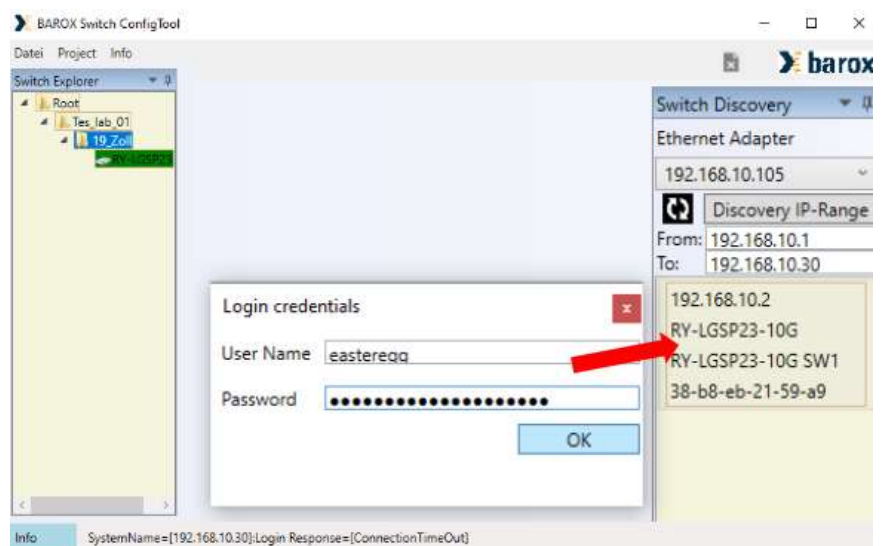 BAROX Switch ConfigTool
Datei Project Info
barox
Switch Explorer
Root
Tes_lab_01
19_Zoll
RY-LGSP23
Switch Discovery
Ethernet Adapter
192.168.10.105
Discovery IP-Range
From: 192.168.10.1
To: 192.168.10.30
192.168.10.2
RY-LGSP23-10G
RY-LGSP23-10G SW1
38-b8-eb-21-59-a9
Login credentials
x
User Name easteregg
Password ●●●●●●●●●●●●●●●●●●●●
OK
Info SystemName=[192.168.10.30]:Login Response=[ConnectionTimeOut]